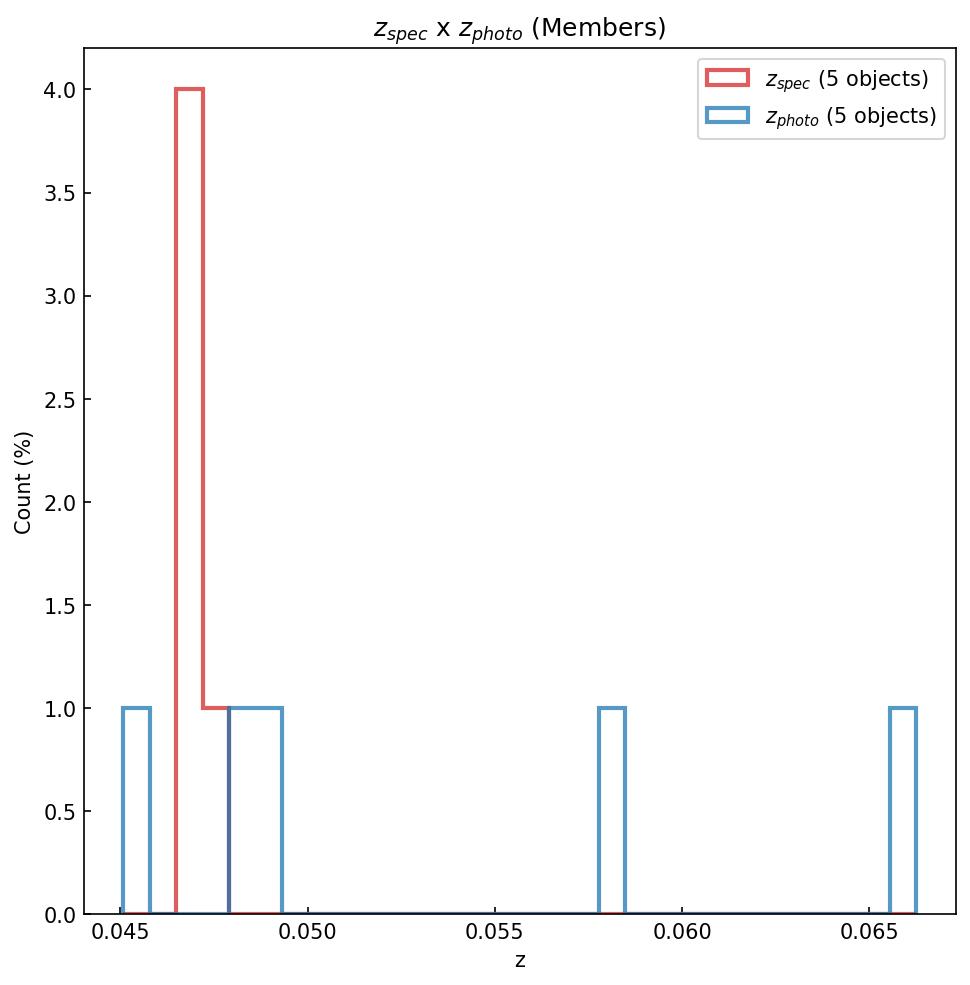 z_spec x z_photo (Members)
z_spec (5 objects)
z_photo (5 objects)
Count (%)
4.0
3.5
3.0
2.5
2.0
1.5
1.0
0.5
0.0
0.045 0.050 0.055 0.060 0.065
z